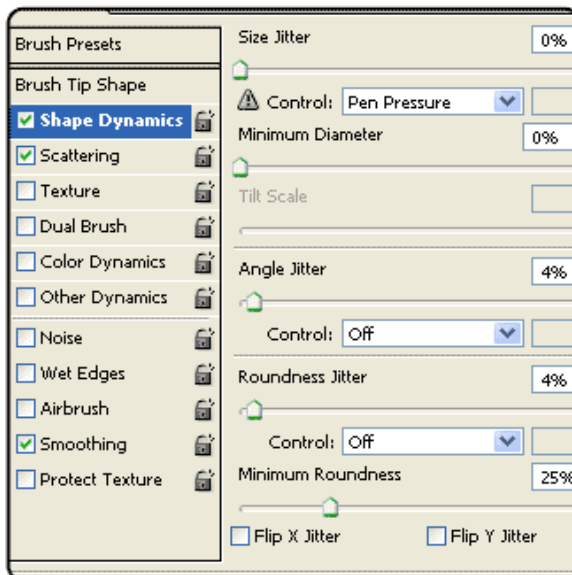 Brush Presets
Brush Tip Shape
Shape Dynamics
Scattering
Texture
Dual Brush
Color Dynamics
Other Dynamics
Noise
Wet Edges
Airbrush
Smoothing
Protect Texture
Size Jitter 0%
Control: Pen Pressure
Minimum Diameter 0%
Tilt Scale
Angle Jitter 4%
Control: Off
Roundness Jitter 4%
Control: Off
Minimum Roundness 25%
Flip X Jitter Flip Y Jitter